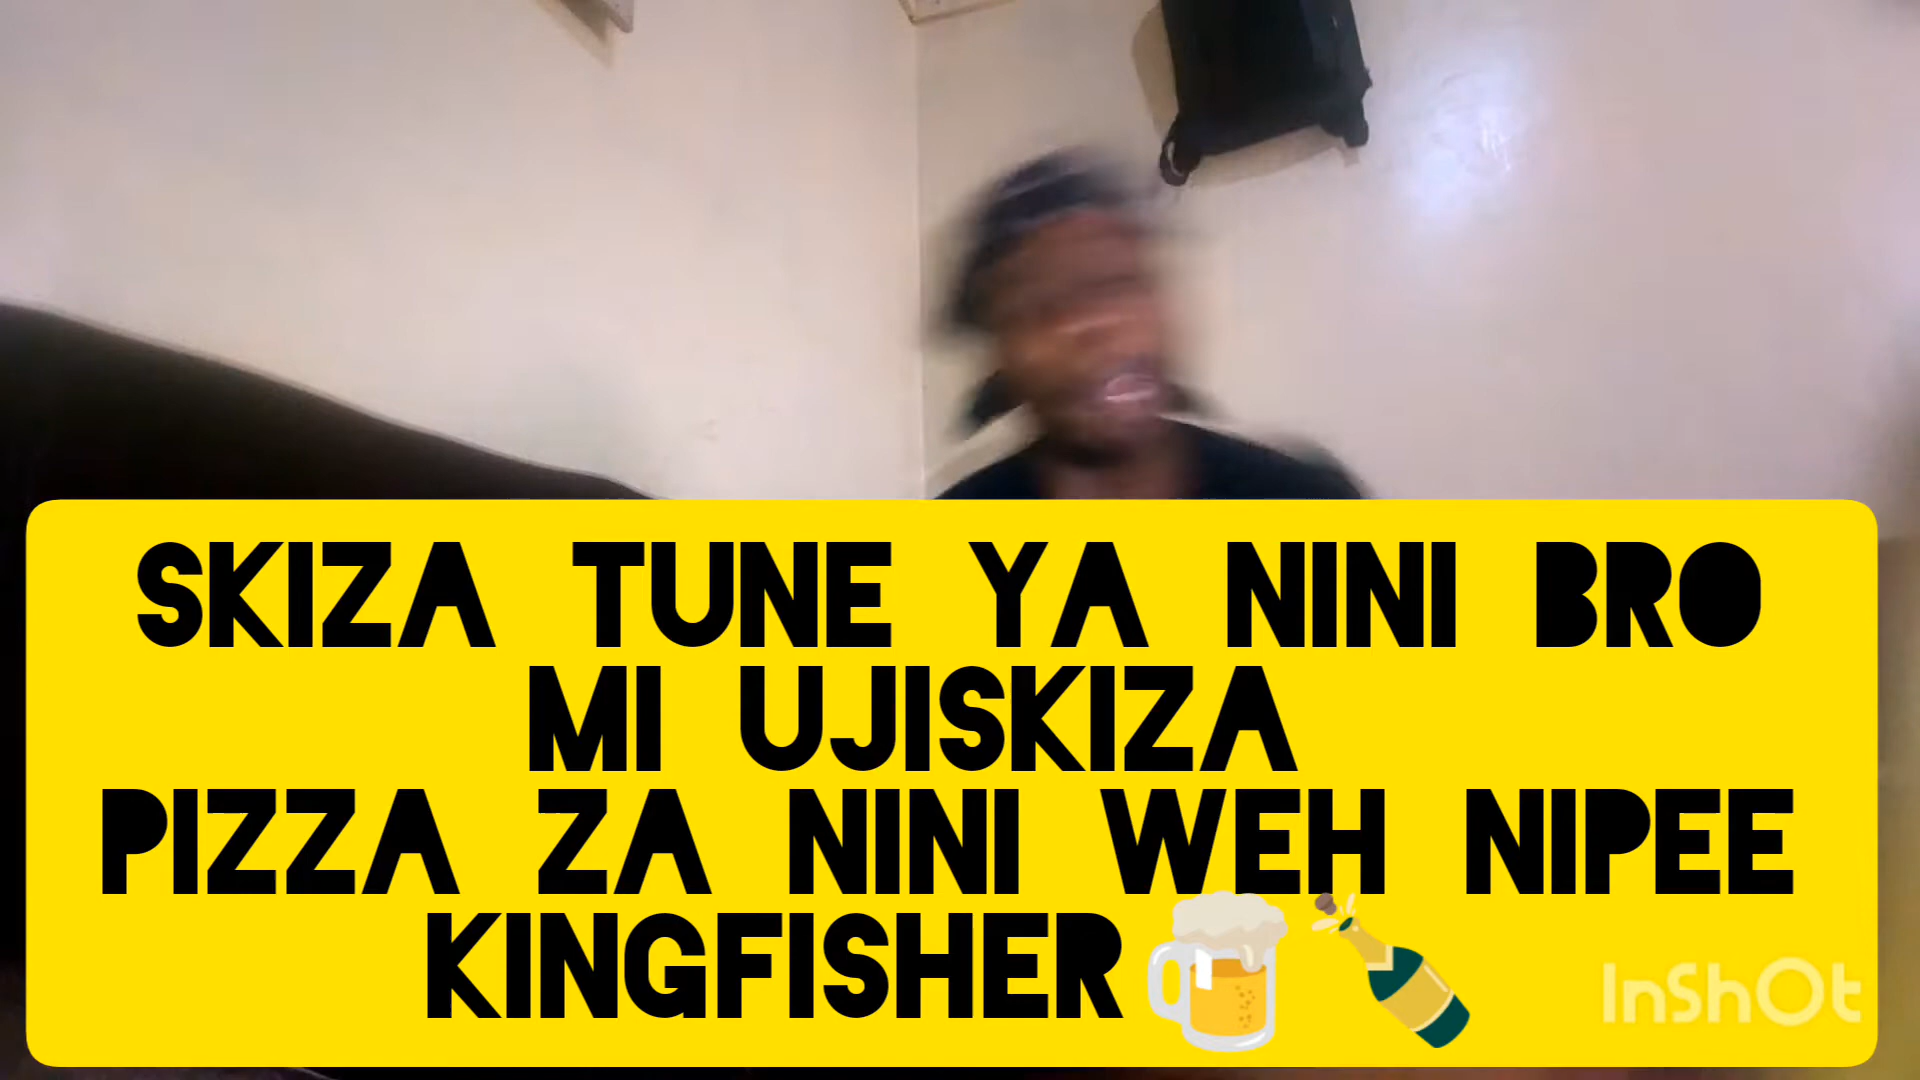 SKIZA TUNE YA NINI BRO
MI UJISKIZA
PIZZA ZA NINI WEH NIPEE
KINGFISHER🍺🍾
InShOt